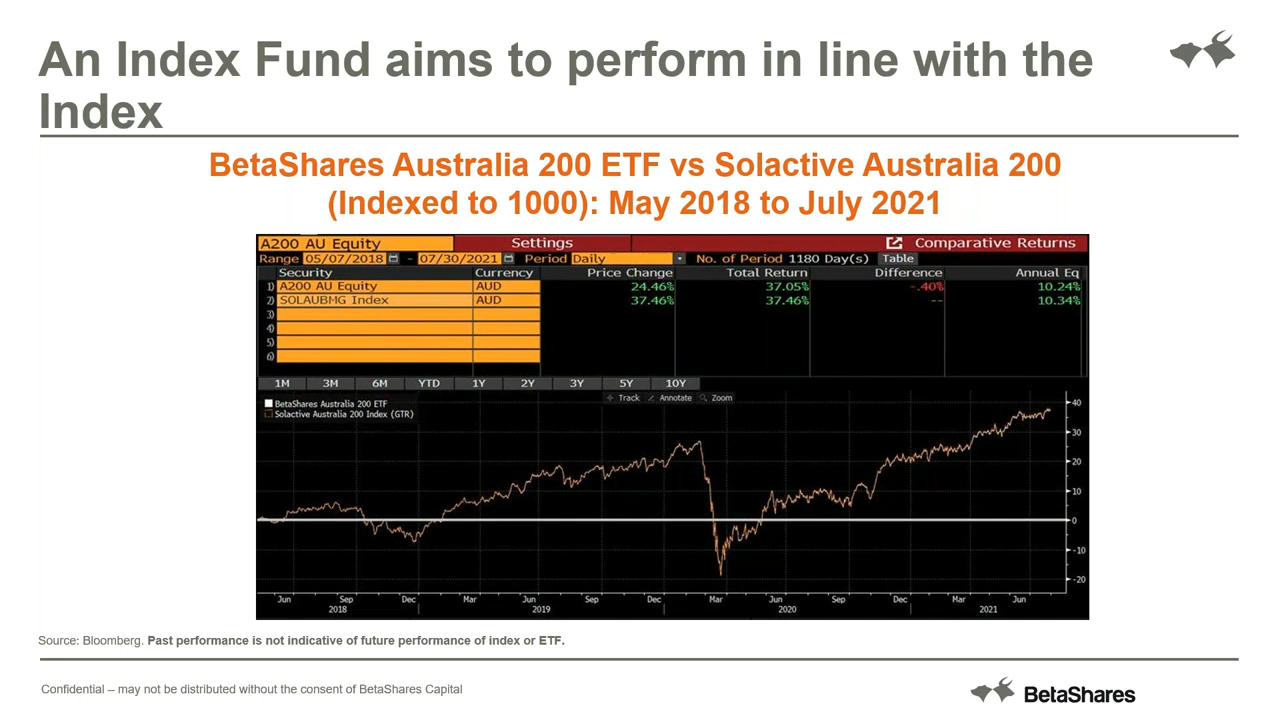 An Index Fund aims to perform in line with the
Index
BetaShares Australia 200 ETF vs Solactive Australia 200
(Indexed to 1000): May 2018 to July 2021
A200 AU Equity Settings Comparative Returns
Range 05/07/2018 - 07/30/2021 Period Daily No. of Period 1180 Day(s) Table
Security Currency Price Change Total Return Difference Annual Eq
1) A200 AU Equity AUD 24.46% 37.05% -.40% 10.24%
2) SOLAUBMG Index AUD 37.46% 37.46% -- 10.34%
3)
4)
5)
6)
1M 3M 6M YTD 1Y 2Y 3Y 5Y 10Y
Track Annotate Zoom
BetaShares Australia 200 ETF
Solactive Australia 200 Index (GTR)
40
30
20
10
0
-10
-20
Jun Sep Dec Mar Jun Sep Dec Mar Jun Sep Dec Mar Jun
2018 2019 2020 2021
Source: Bloomberg. Past performance is not indicative of future performance of index or ETF.
Confidential – may not be distributed without the consent of BetaShares Capital
BetaShares